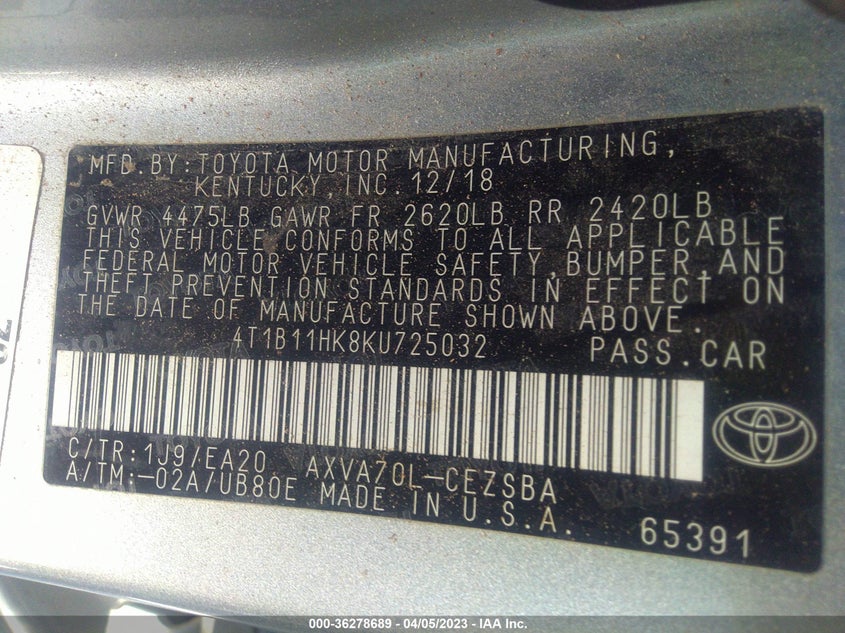 MFD.BY:TOYOTA MOTOR MANUFACTURING,
KENTUCKY,INC.12/18
GVWR 4475LB GAWR FR 2620LB RR 2420LB
THIS VEHICLE CONFORMS TO ALL APPLICABLE
FEDERAL MOTOR VEHICLE SAFETY,BUMPER,AND
THEFT PREVENTION STANDARDS IN EFFECT ON
THE DATE OF MANUFACTURE SHOWN ABOVE.
4T1B11HK8KU725032 PASS.CAR
C/TR:1J9/EA20 AXVA70L-CEZSBA
A/TM:-02A/UB80E MADE IN U.S.A.
65391
000-36278689 - 04/05/2023 - IAA, Inc.